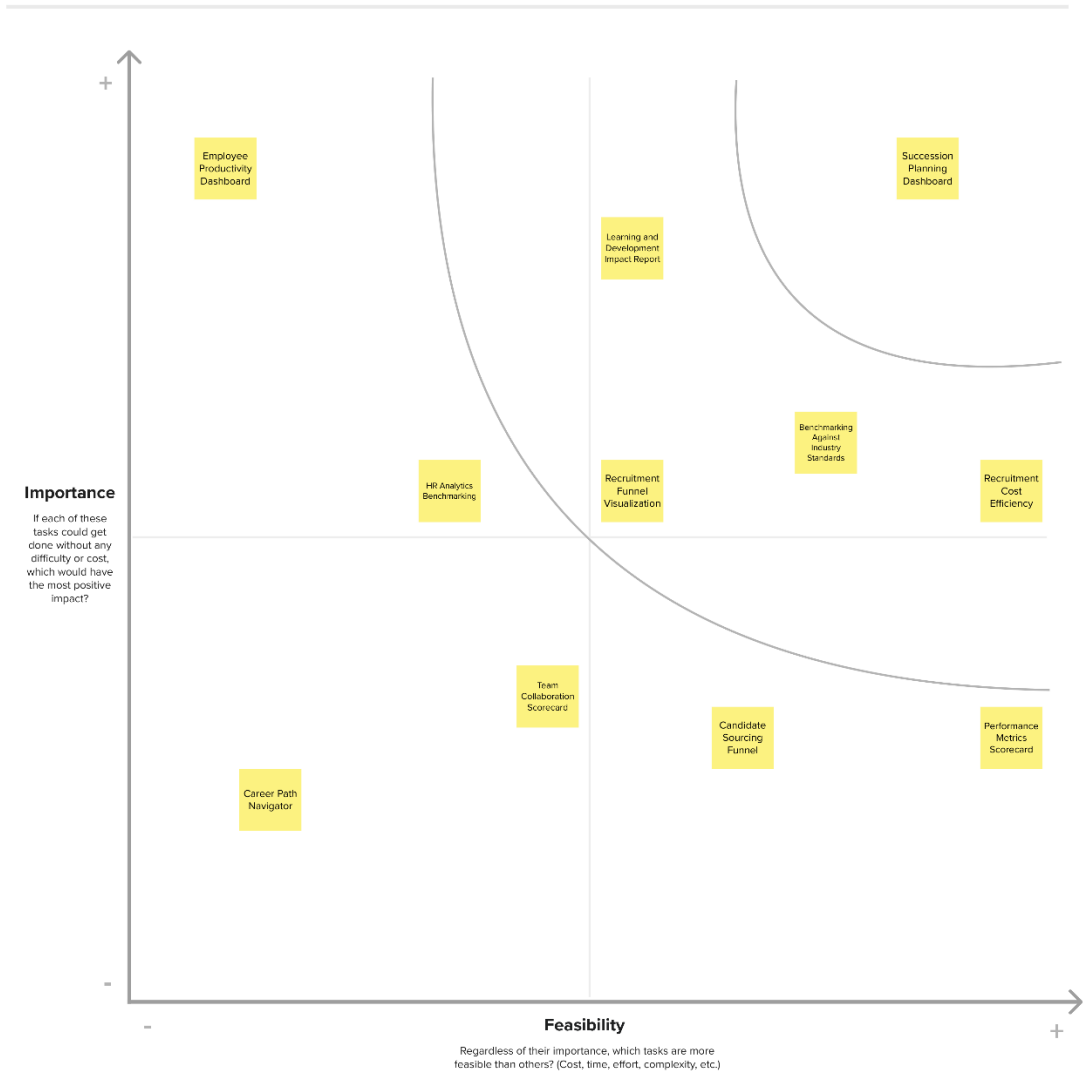 +
Employee
Productivity
Dashboard
Succession
Planning
Dashboard
Learning and
Development
Impact Report
Benchmarking
Against
Industry
Standards
HR Analytics
Benchmarking
Recruitment
Funnel
Visualization
Recruitment
Cost
Efficiency
Importance
If each of these
tasks could get
done without any
difficulty or cost,
which would have
the most positive
impact?
Team
Collaboration
Scorecard
Candidate
Sourcing
Funnel
Performance
Metrics
Scorecard
Career Path
Navigator
-
-
Feasibility
+
Regardless of their importance, which tasks are more
feasible than others? (Cost, time, effort, complexity, etc.)